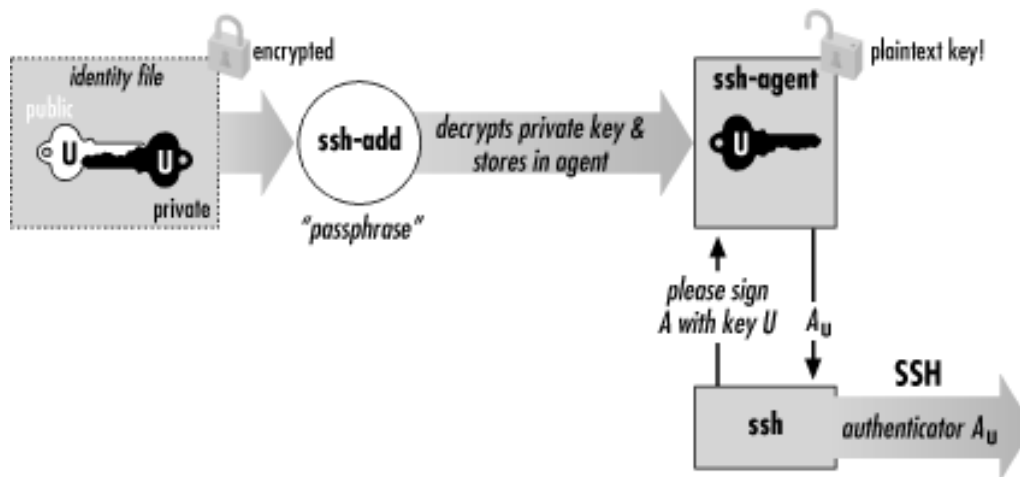 encrypted
identity file
public
U
U
private
ssh-add
"passphrase"
decrypts private key &
stores in agent
plaintext key!
ssh-agent
U
please sign
A with key U
AU
ssh
SSH
authenticator AU